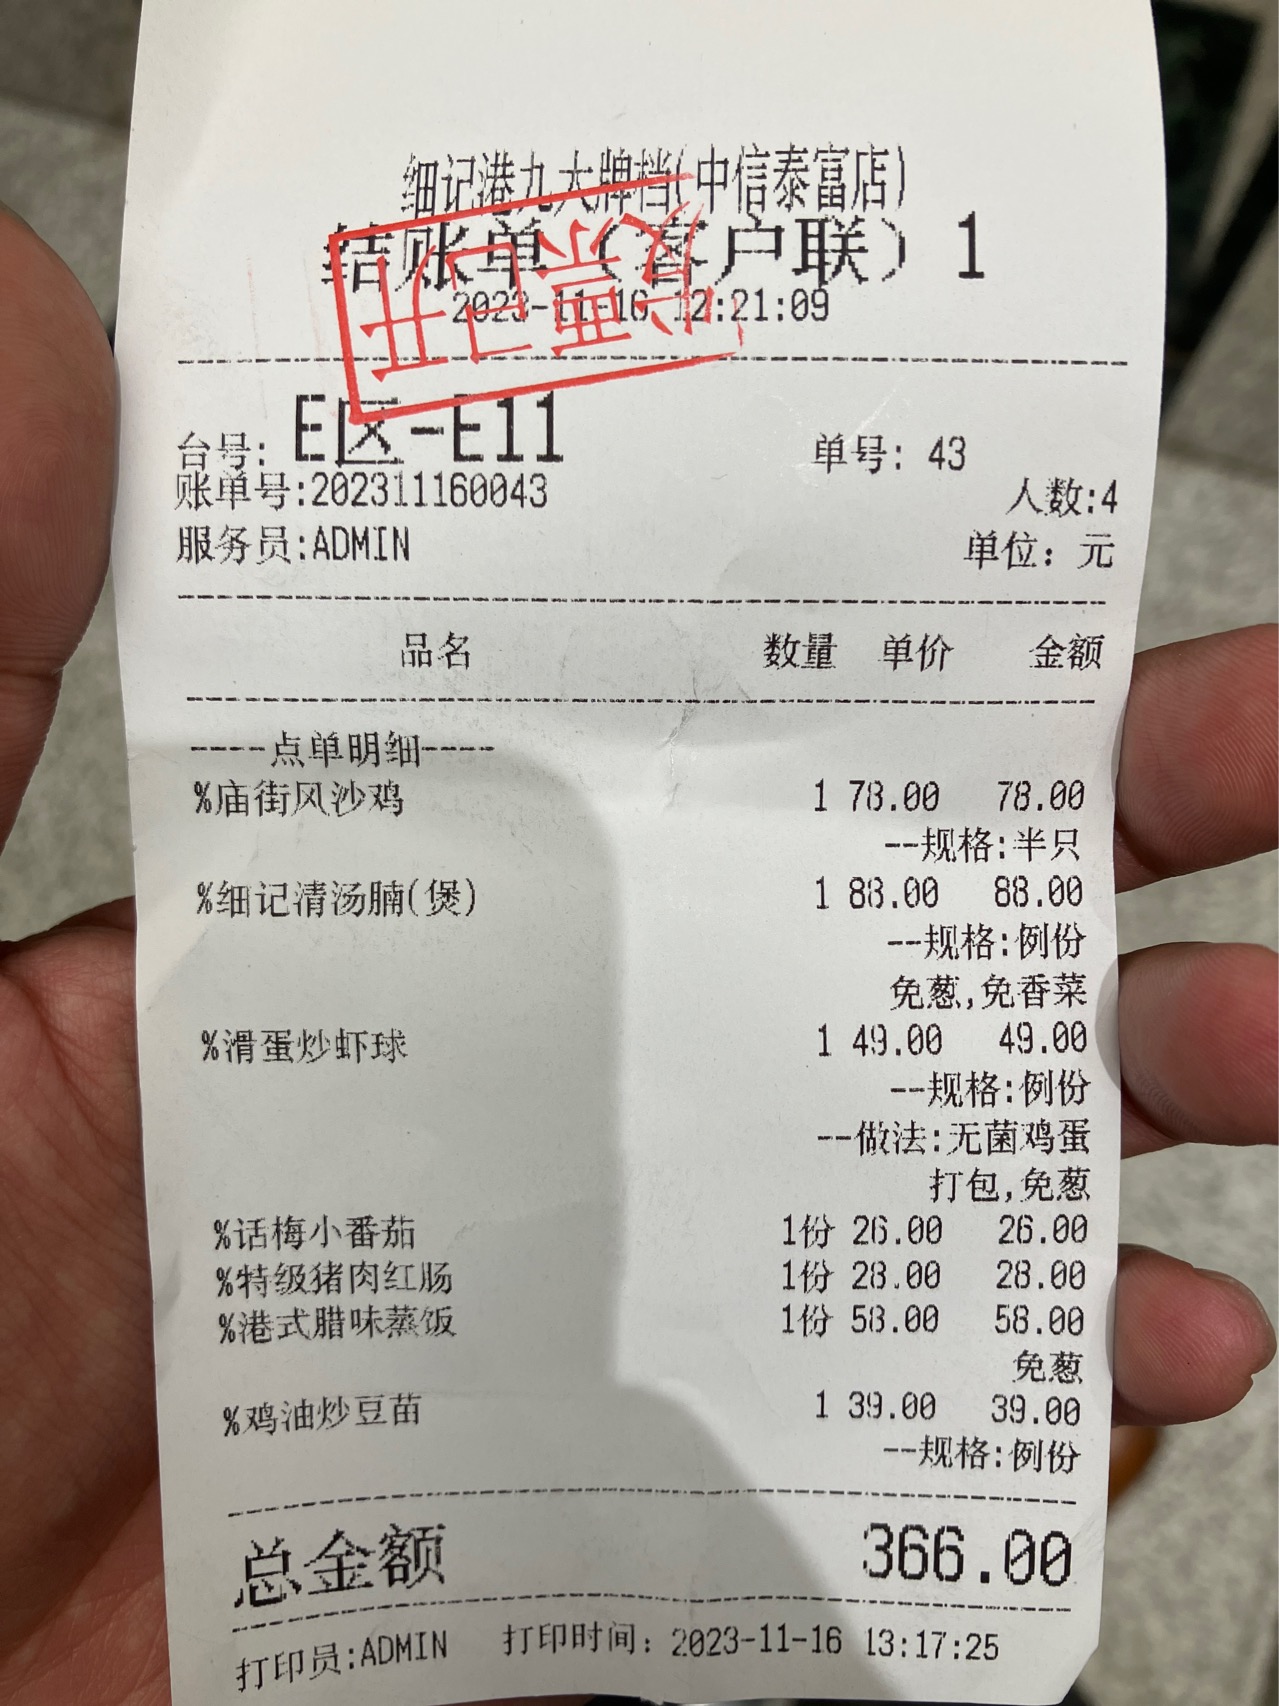 细记港九大牌档(中信泰富店)
结账单（客户联）1
2023-11-16 12:21:09
台号: E区-E11
单号: 43
账单号:202311160043
人数:4
服务员:ADMIN
单位: 元
品名 数量 单价 金额
----点单明细----
%庙街风沙鸡 1 78.00 78.00
--规格:半只
%细记清汤腩(煲) 1 88.00 88.00
--规格:例份
免葱,免香菜
%滑蛋炒虾球 1 49.00 49.00
--规格:例份
--做法:无菌鸡蛋
打包,免葱
%话梅小番茄 1份 26.00 26.00
%特级猪肉红肠 1份 28.00 28.00
%港式腊味蒸饭 1份 58.00 58.00
免葱
%鸡油炒豆苗 1 39.00 39.00
--规格:例份
总金额 366.00
打印员:ADMIN 打印时间: 2023-11-16 13:17:25